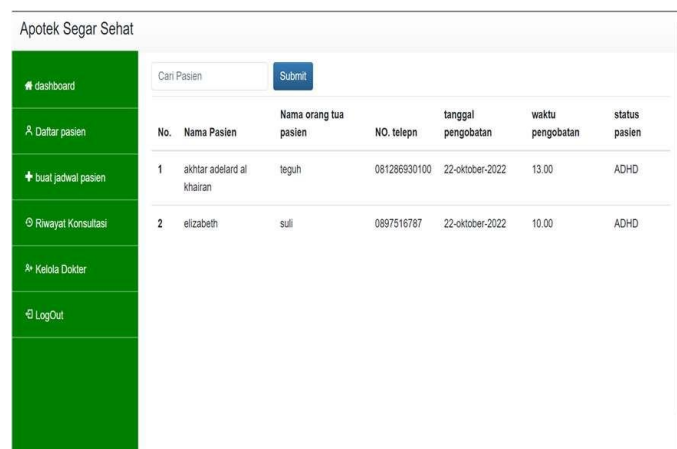 Apotek Segar Sehat
dashboard
Daftar pasien
buat jadwal pasien
Riwayat Konsultasi
Kelola Dokter
LogOut
Cari Pasien Submit
No. Nama Pasien Nama orang tua pasien NO. telepn tanggal pengobatan waktu pengobatan status pasien
1 akhtar adelard al khairan teguh 081286930100 22-oktober-2022 13.00 ADHD
2 elizabeth suli 0897516787 22-oktober-2022 10.00 ADHD